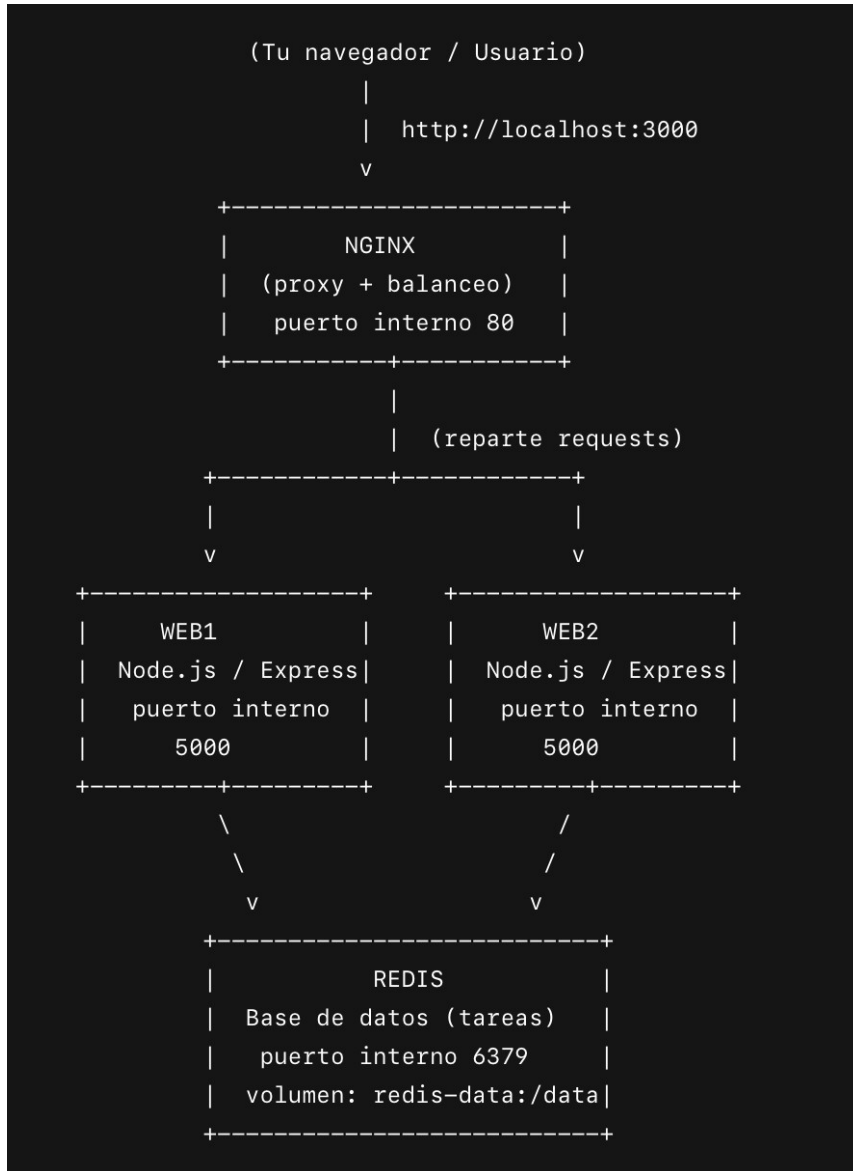 (Tu navegador / Usuario)
|
| http://localhost:3000
v
+-----------------------+
| NGINX |
| (proxy + balanceo) |
| puerto interno 80 |
+-----------+-----------+
|
| (reparte requests)
+------------+------------+
| |
v v
+-------------------+ +-------------------+
| WEB1 | | WEB2 |
| Node.js / Express| | Node.js / Express|
| puerto interno | | puerto interno |
| 5000 | | 5000 |
+---------+---------+ +---------+---------+
\ /
\ /
v v
+--------------------------+
| REDIS |
| Base de datos (tareas) |
| puerto interno 6379 |
| volumen: redis-data:/data|
+--------------------------+